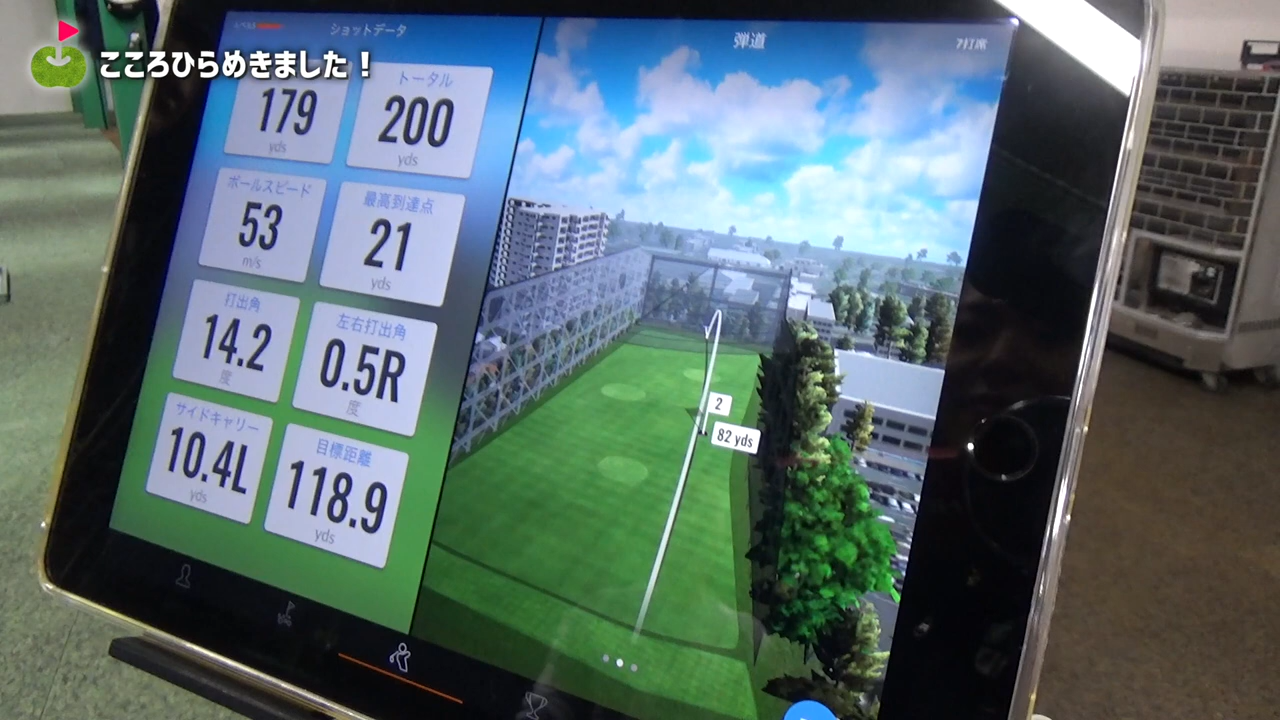 こころひらめきました！
ショットデータ
179
yds
トータル
200
yds
ボールスピード
53
m/s
最高到達点
21
yds
打出角
14.2
度
左右打出角
0.5R
度
サイドキャリー
10.4L
yds
目標距離
118.9
yds
弾道
7打席
2
82 yds